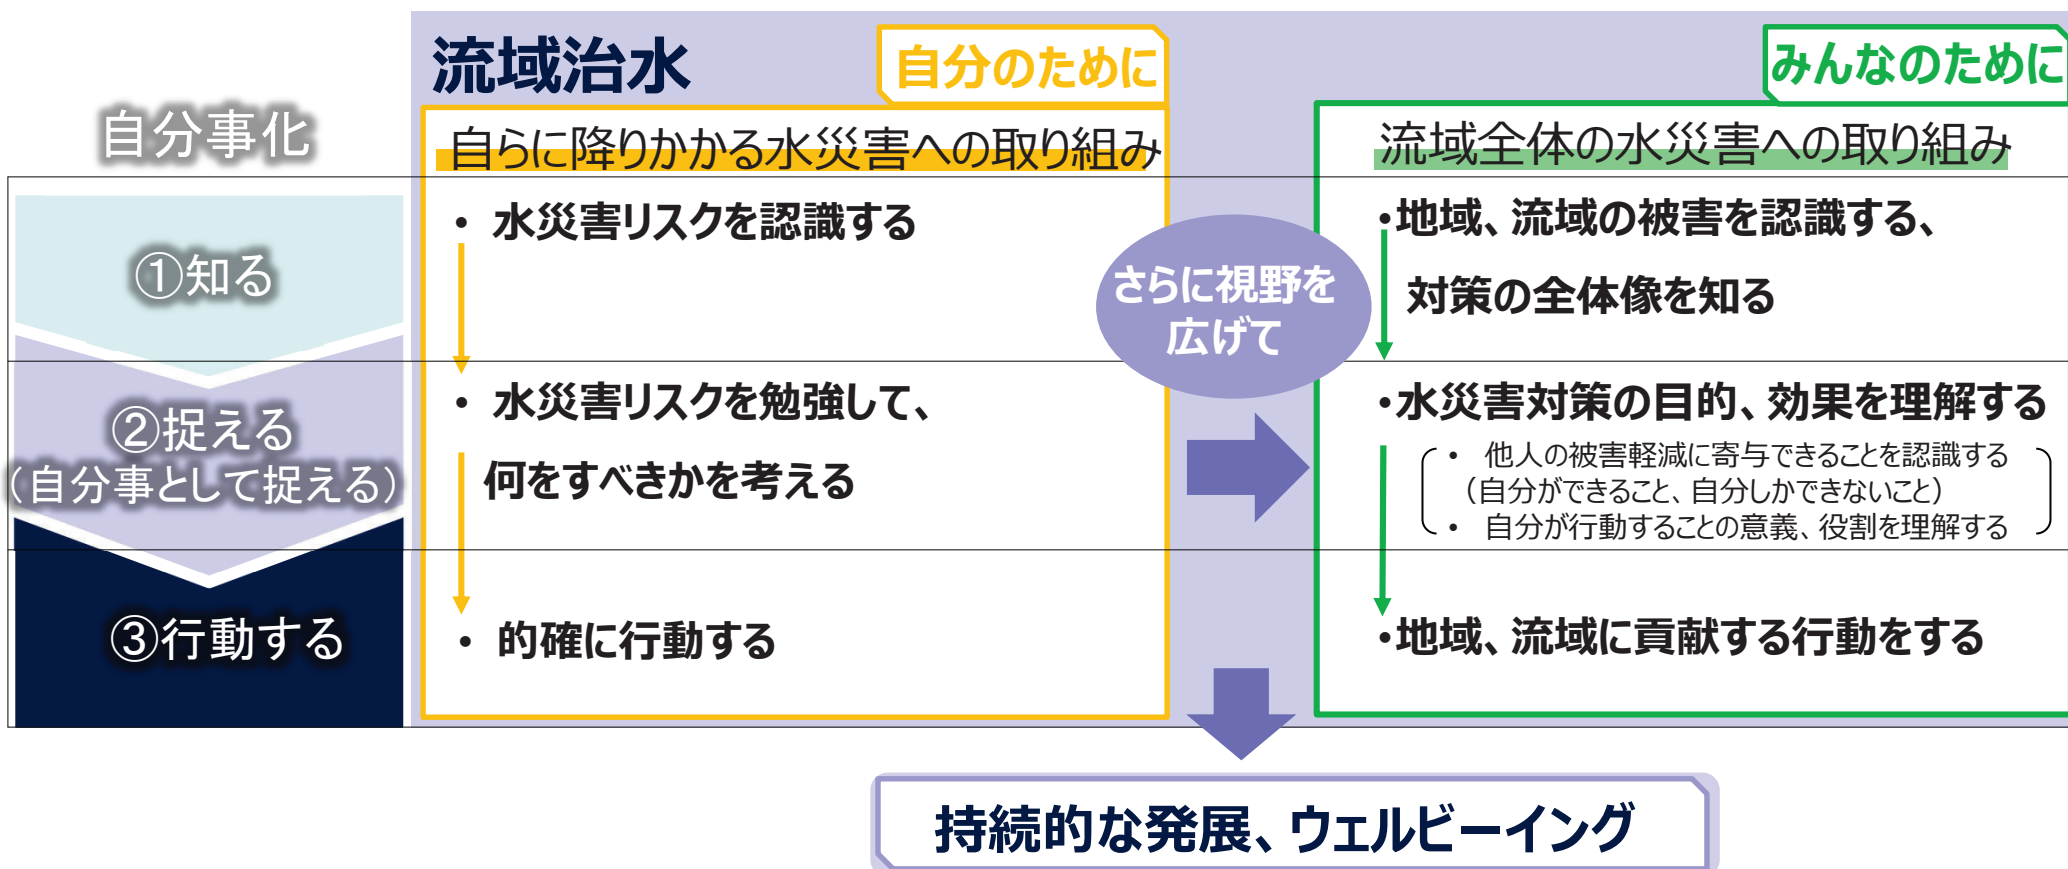 流域治水
自分のために
みんなのために
自分事化
自らに降りかかる水災害への取り組み
流域全体の水災害への取り組み
①知る
・ 水災害リスクを認識する
さらに視野を
広げて
・地域、流域の被害を認識する、
対策の全体像を知る
②捉える
（自分事として捉える）
・ 水災害リスクを勉強して、
何をすべきかを考える
・水災害対策の目的、効果を理解する
・ 他人の被害軽減に寄与できることを認識する
（自分ができること、自分しかできないこと）
・ 自分が行動することの意義、役割を理解する
③行動する
・ 的確に行動する
・地域、流域に貢献する行動をする
持続的な発展、ウェルビーイング